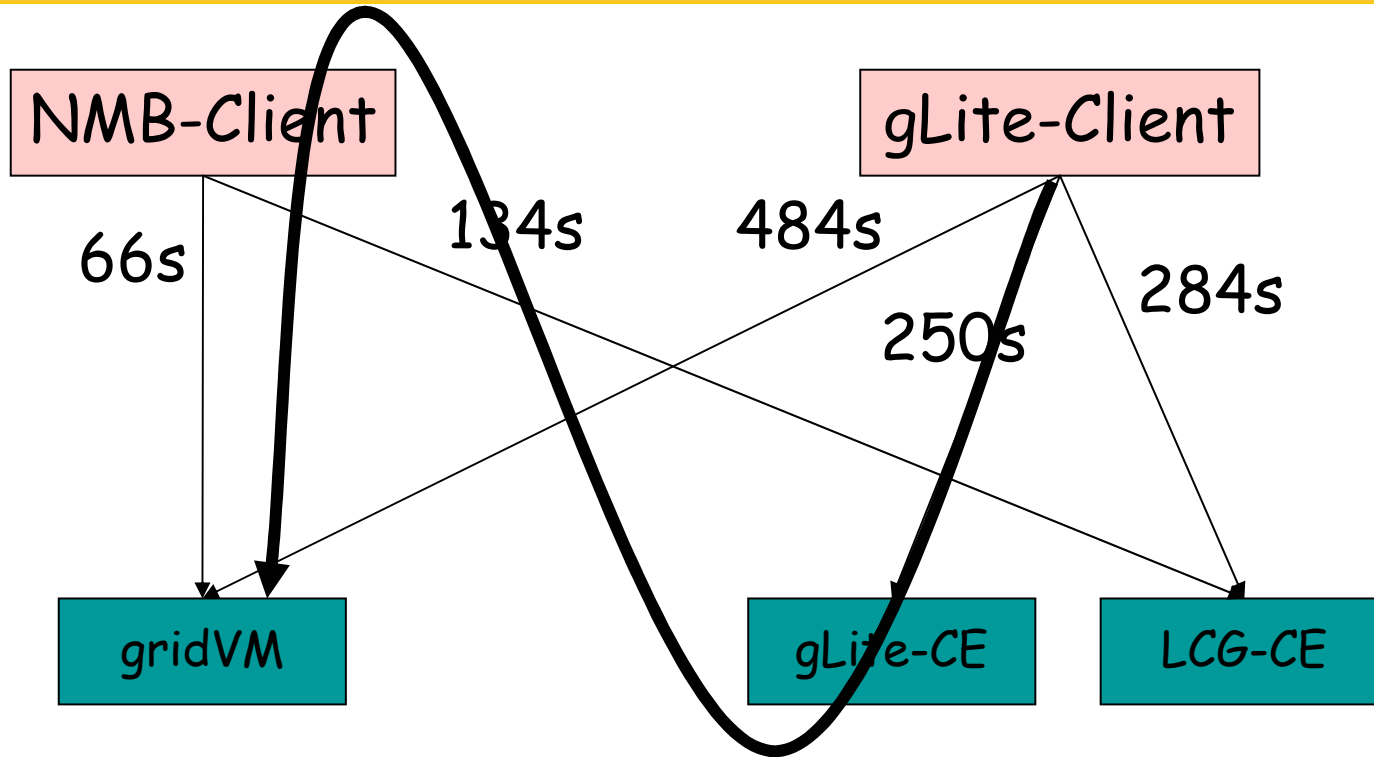 NMB-Client
gLite-Client
66s
134s
484s
284s
250s
gridVM
gLite-CE
LCG-CE